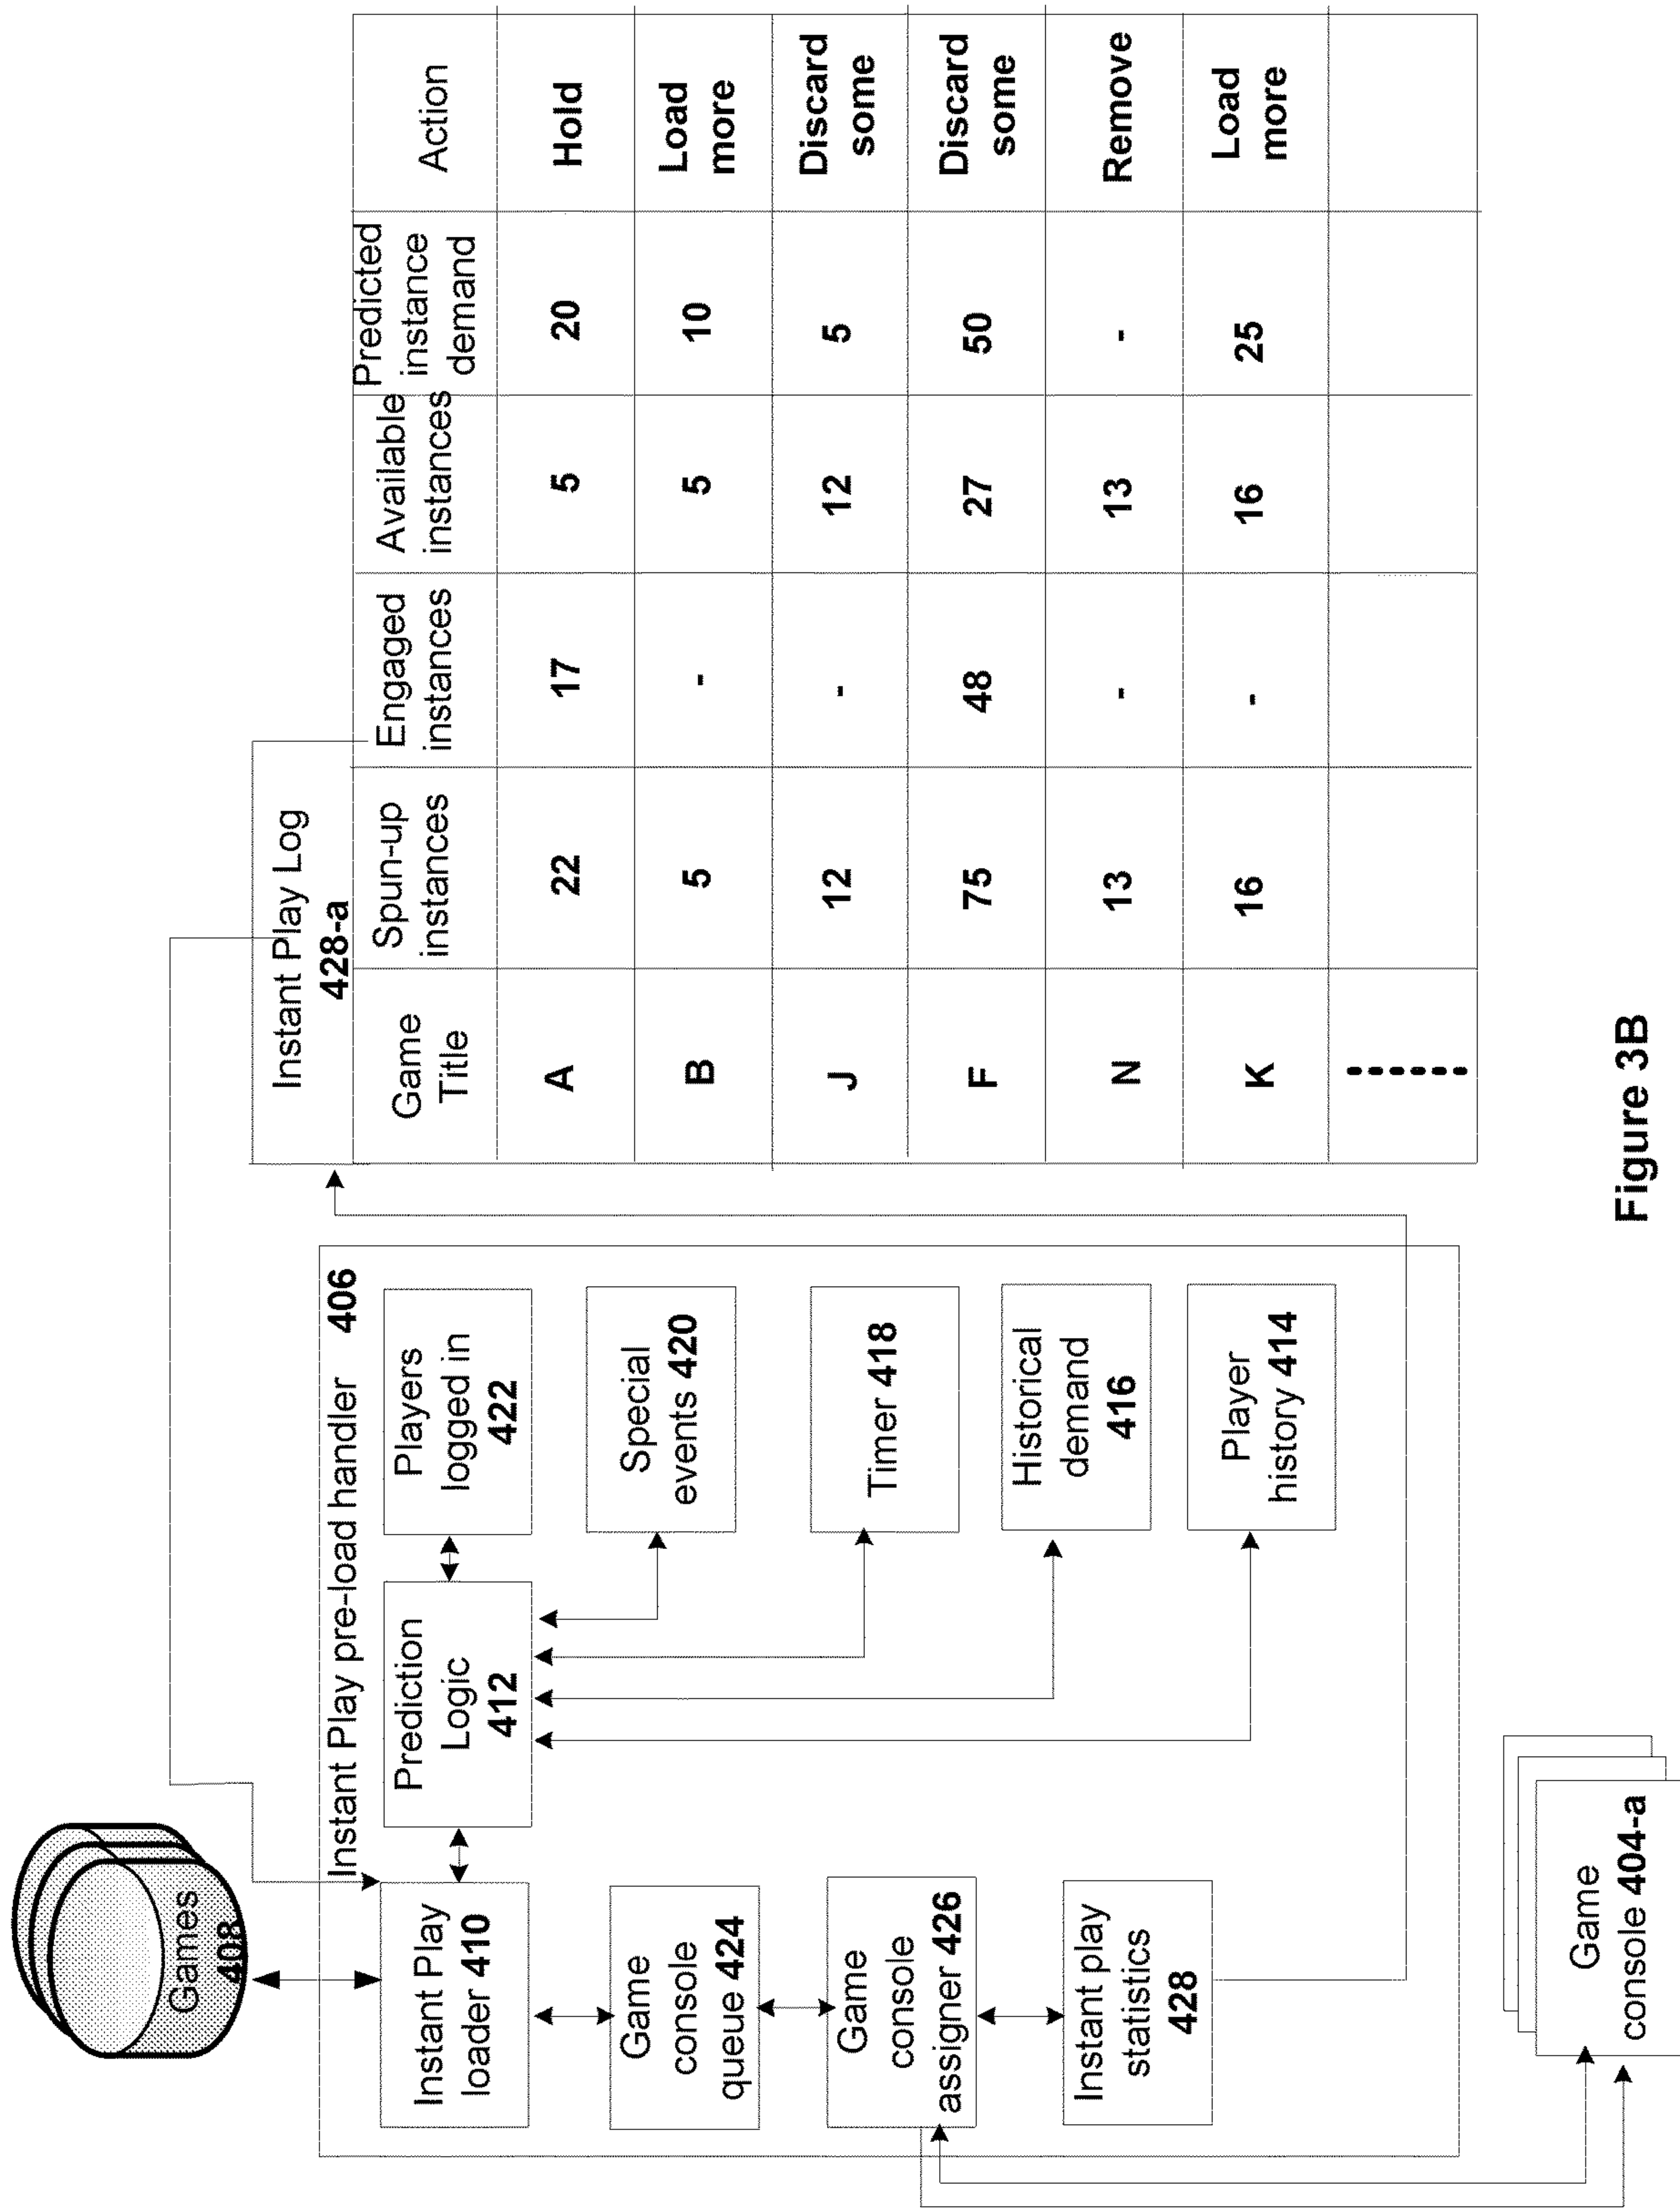 Games
408
Instant Play pre-load handler 406
Instant Play
loader 410
Prediction
Logic
412
Players
logged in
422
Game
console
queue 424
Special
events 420
Game
console
assigner 426
Timer 418
Instant play
statistics
428
Historical
demand
416
Player
history 414
Game
console 404-a
Instant Play Log
428-a
Game
Title
Spun-up
instances
Engaged
instances
Available
instances
Predicted
instance
demand
Action
A 22 17 5 20 Hold
B 5 - 5 10 Load
more
J 12 - 12 5 Discard
some
F 75 48 27 50 Discard
some
N 13 - 13 - Remove
K 16 - 16 25 Load
more
Figure 3B